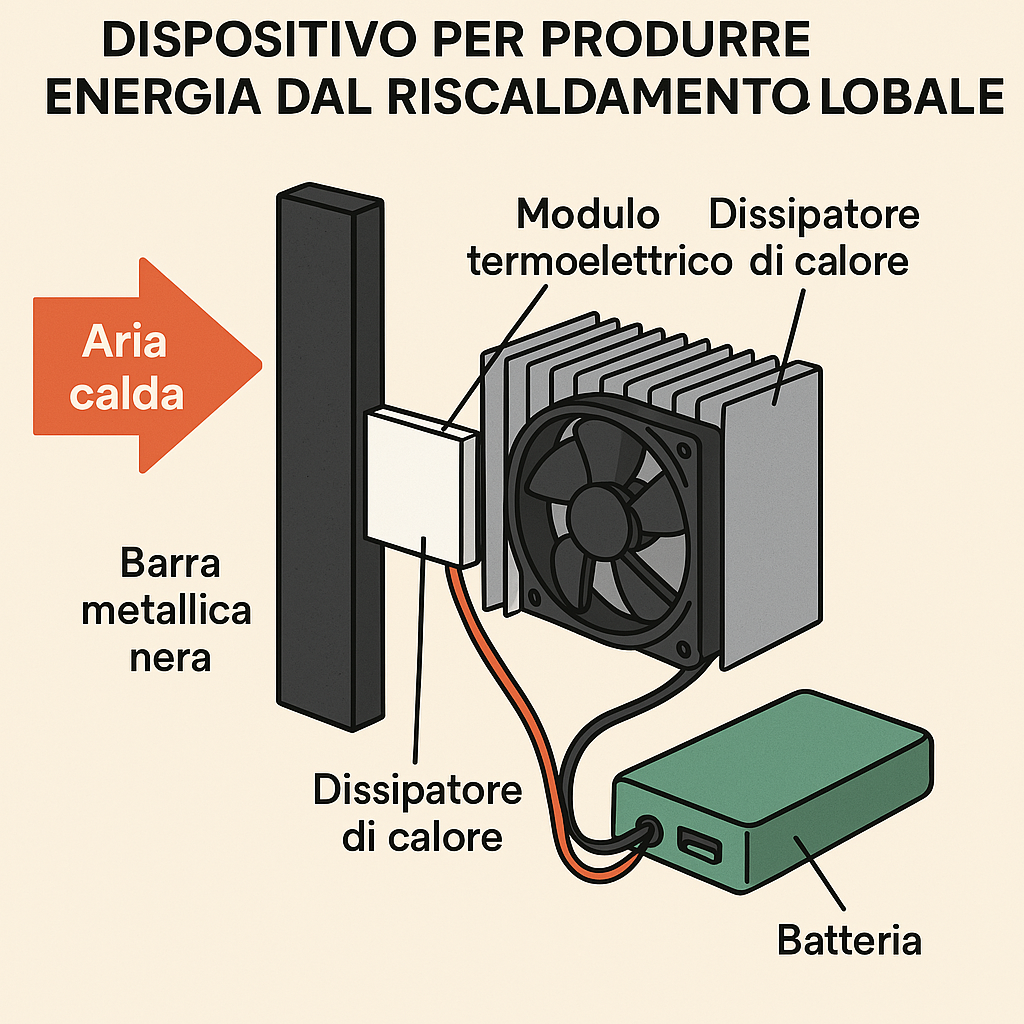 DISPOSITIVO PER PRODURRE
ENERGIA DAL RISCALDAMENTO LOBALE
Modulo
termoelettrico
Dissipatore
di calore
Aria
calda
Barra
metallica
nera
Dissipatore
di calore
Batteria